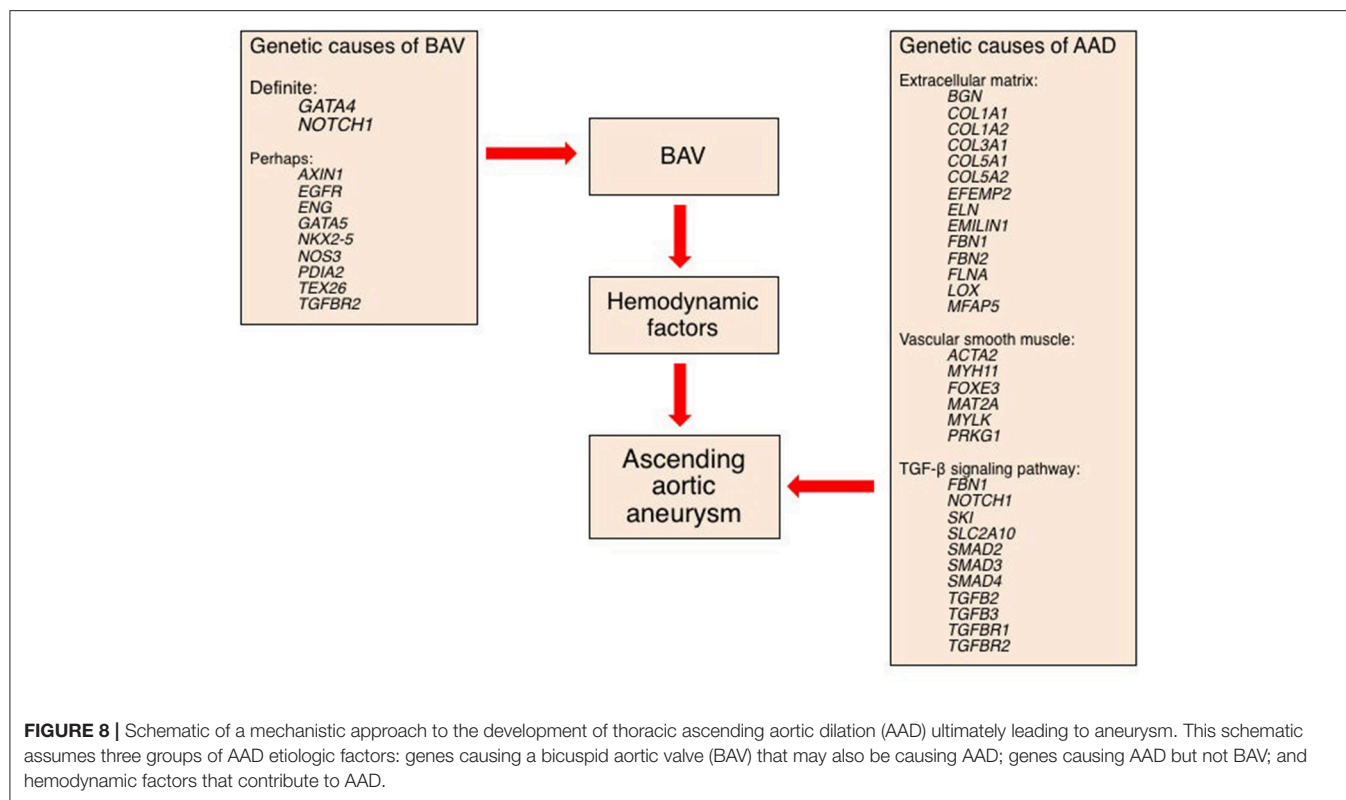 Genetic causes of BAV
Definite:
GATA4
NOTCH1
Perhaps:
AXIN1
EGFR
ENG
GATA5
NKX2-5
NOS3
PDIA2
TEX26
TGFBR2
BAV
Hemodynamic
factors
Ascending
aortic
aneurysm
Genetic causes of AAD
Extracellular matrix:
BGN
COL1A1
COL1A2
COL3A1
COL5A1
COL5A2
EFEMP2
ELN
EMILIN1
FBN1
FBN2
FLNA
LOX
MFAP5
Vascular smooth muscle:
ACTA2
MYH11
FOXE3
MAT2A
MYLK
PRKG1
TGF-β signaling pathway:
FBN1
NOTCH1
SKI
SLC2A10
SMAD2
SMAD3
SMAD4
TGFB2
TGFB3
TGFBR1
TGFBR2
FIGURE 8 | Schematic of a mechanistic approach to the development of thoracic ascending aortic dilation (AAD) ultimately leading to aneurysm. This schematic
assumes three groups of AAD etiologic factors: genes causing a bicuspid aortic valve (BAV) that may also be causing AAD; genes causing AAD but not BAV; and
hemodynamic factors that contribute to AAD.